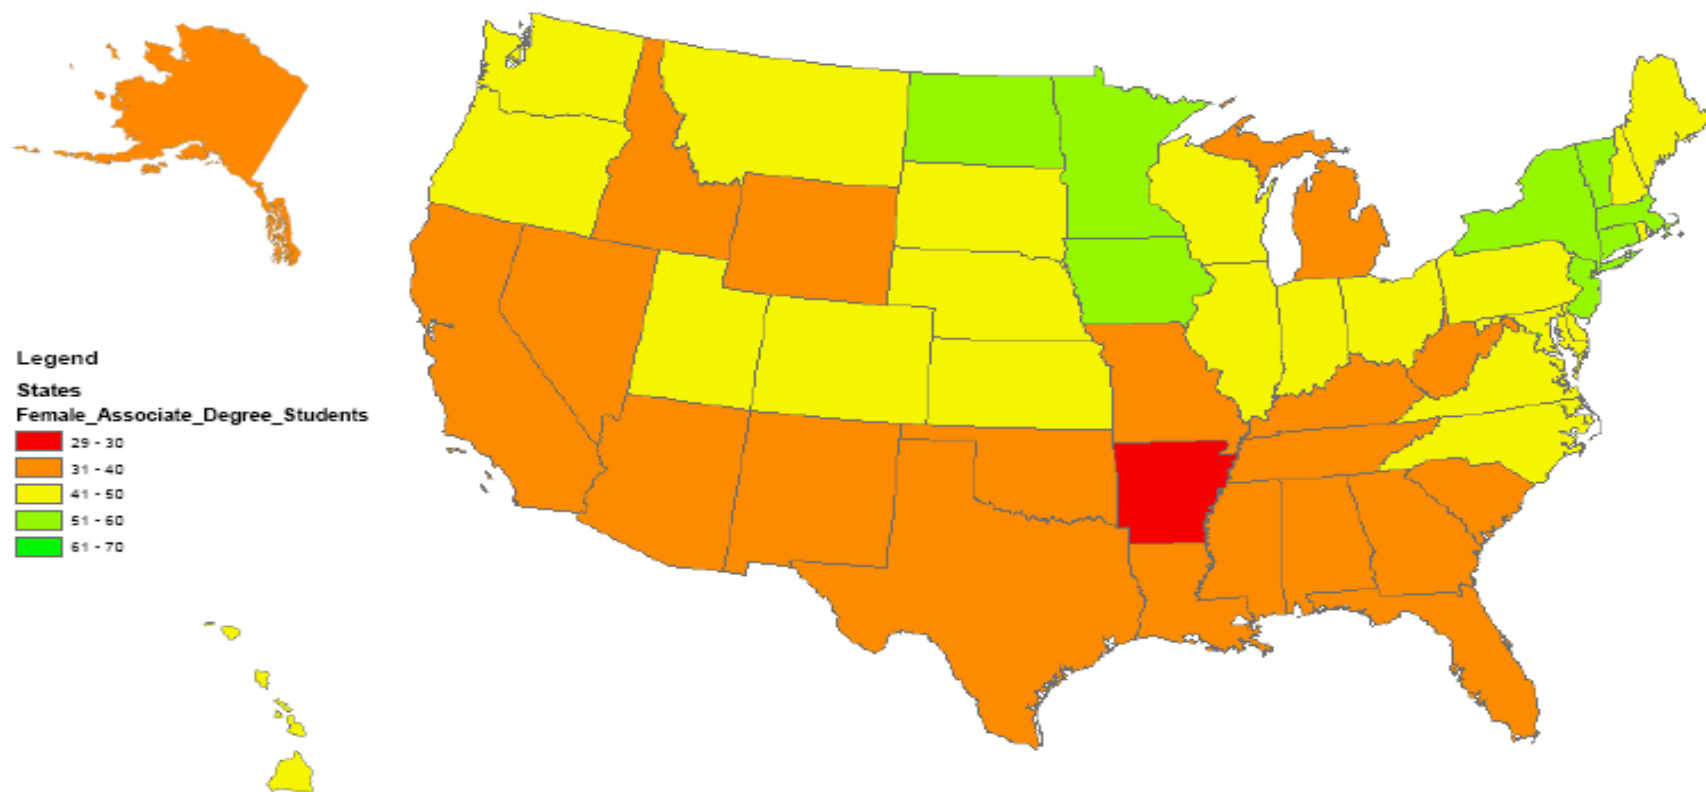 Legend
States
Female_Associate_Degree_Students
29 - 30
31 - 40
41 - 50
51 - 60
61 - 70